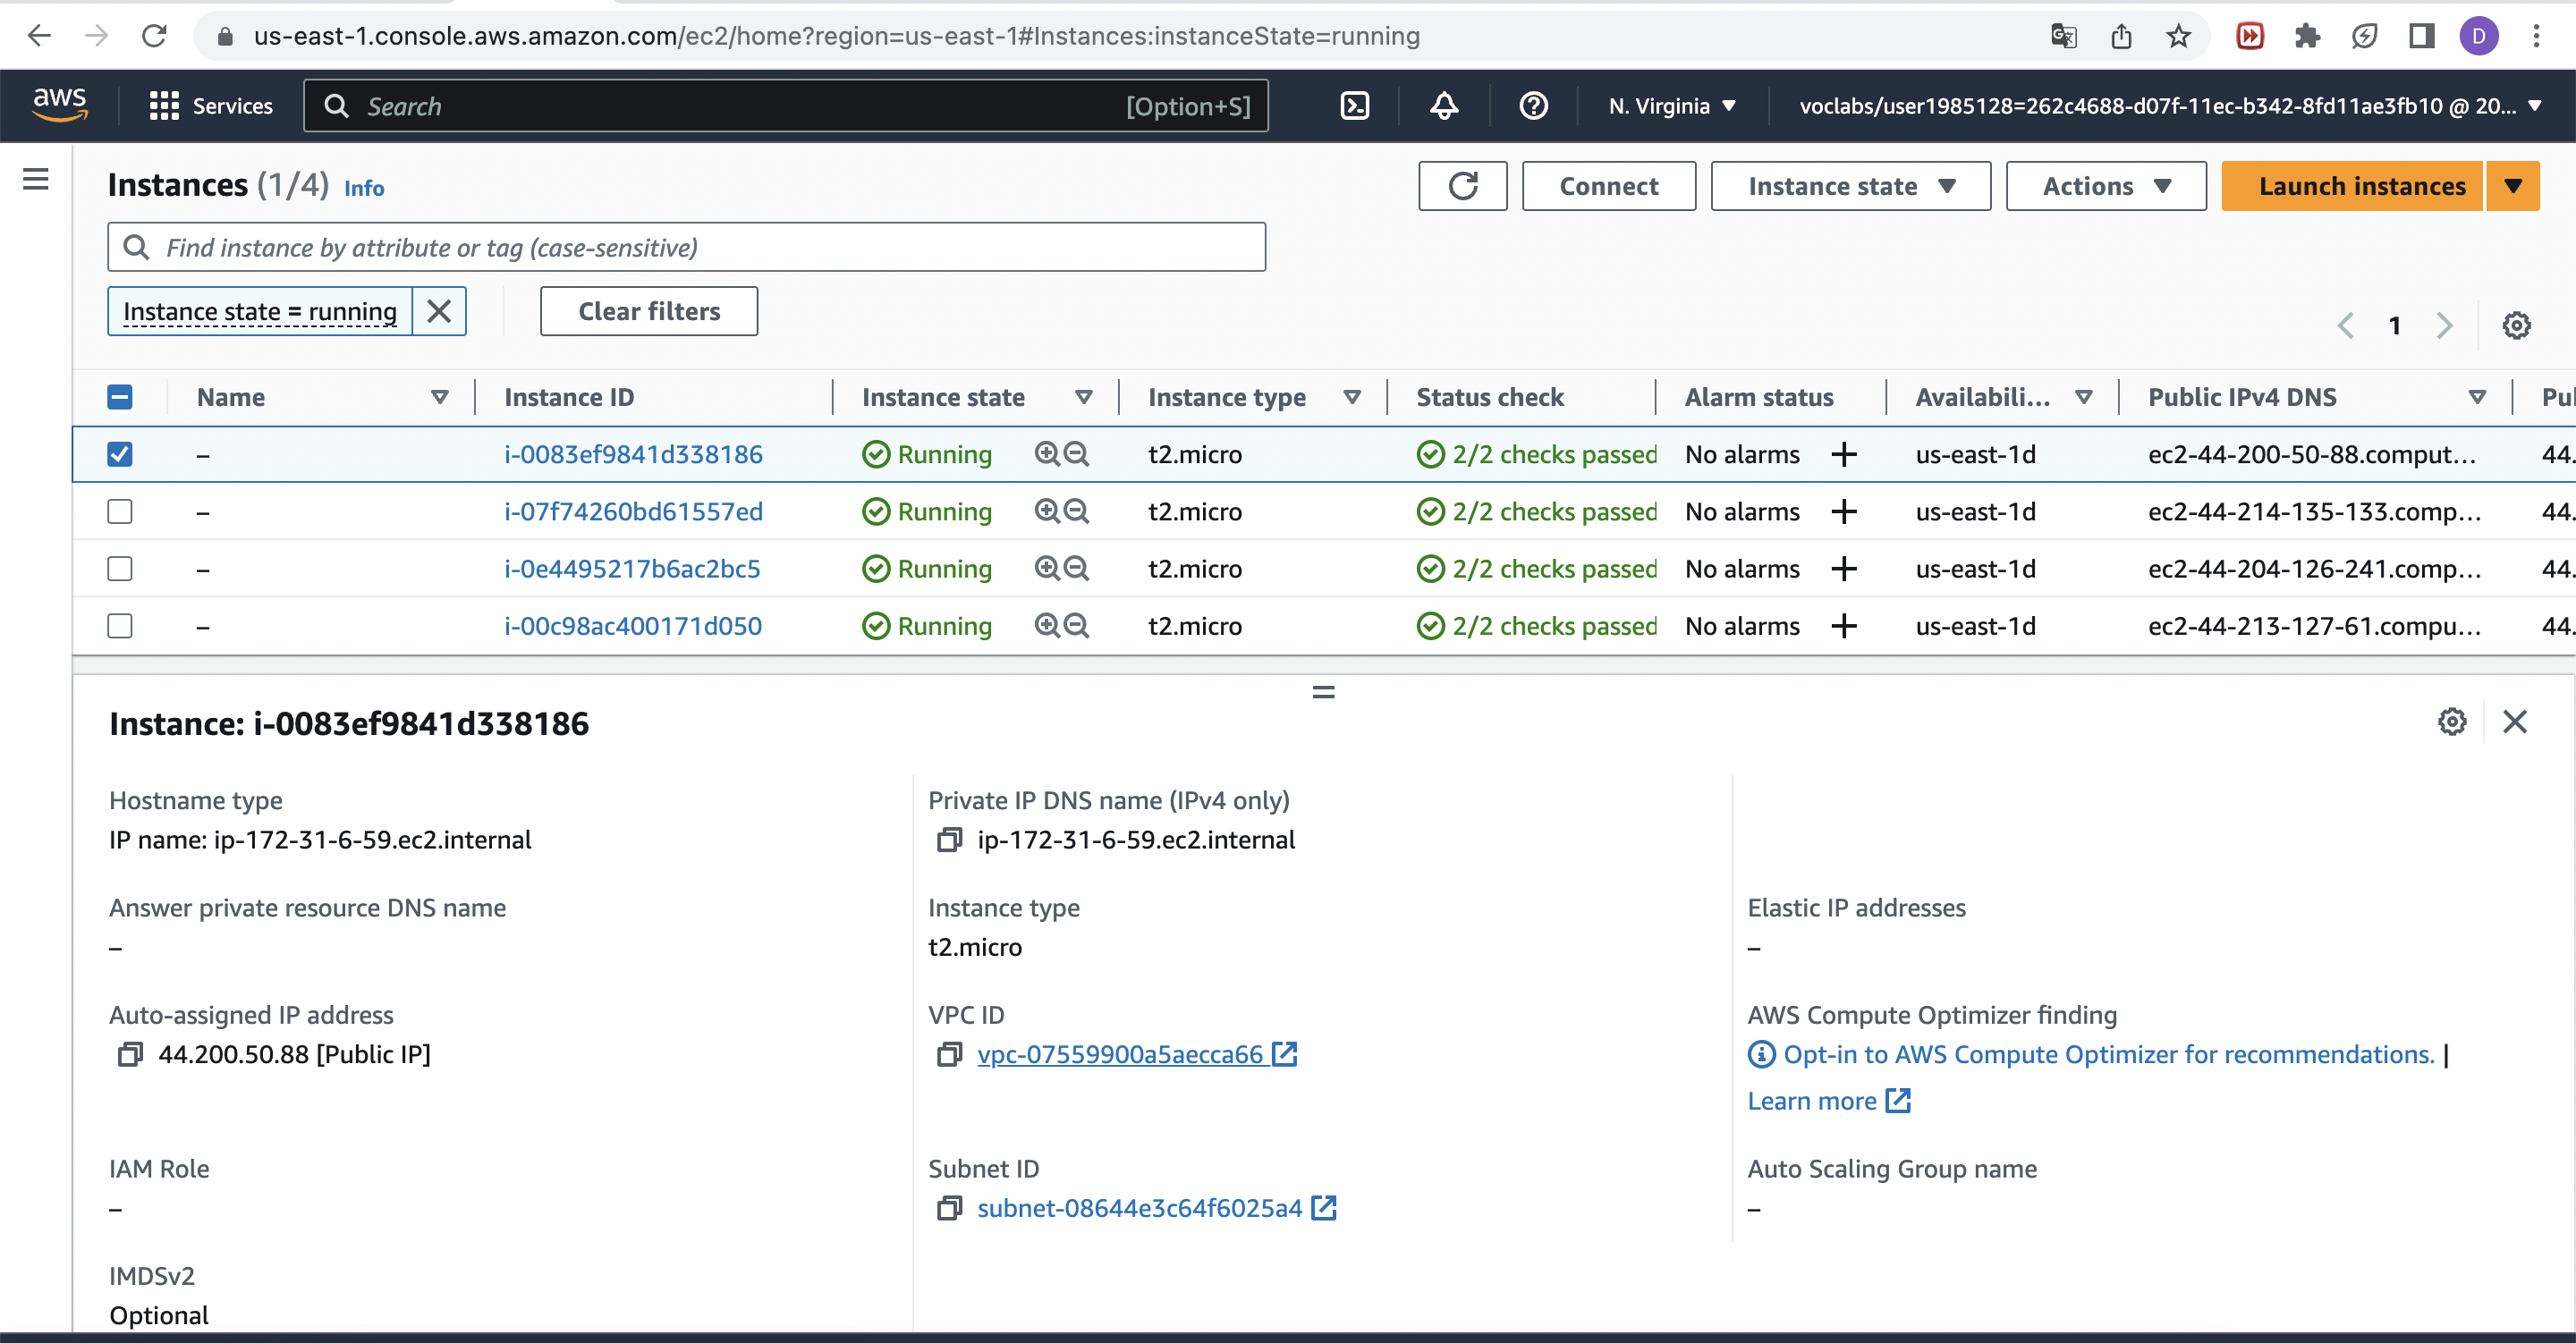 us-east-1.console.aws.amazon.com/ec2/home?region=us-east-1#Instances:instanceState=running
D
aws Services Search [Option+S] N. Virginia voclabs/user1985128=262c4688-d07f-11ec-b342-8fd11ae3fb10 @ 20...
Instances (1/4) Info Connect Instance state Actions Launch instances
Find instance by attribute or tag (case-sensitive)
Instance state = running Clear filters
1
Name Instance ID Instance state Instance type Status check Alarm status Availabili... Public IPv4 DNS Pu
– i-0083ef9841d338186 Running t2.micro 2/2 checks passed No alarms + us-east-1d ec2-44-200-50-88.comput... 44.
– i-07f74260bd61557ed Running t2.micro 2/2 checks passed No alarms + us-east-1d ec2-44-214-135-133.comp... 44.
– i-0e4495217b6ac2bc5 Running t2.micro 2/2 checks passed No alarms + us-east-1d ec2-44-204-126-241.comp... 44.
– i-00c98ac400171d050 Running t2.micro 2/2 checks passed No alarms + us-east-1d ec2-44-213-127-61.compu... 44.
Instance: i-0083ef9841d338186
Hostname type Private IP DNS name (IPv4 only)
IP name: ip-172-31-6-59.ec2.internal ip-172-31-6-59.ec2.internal
Answer private resource DNS name Instance type Elastic IP addresses
– t2.micro –
Auto-assigned IP address VPC ID AWS Compute Optimizer finding
44.200.50.88 [Public IP] vpc-07559900a5aecca66 Opt-in to AWS Compute Optimizer for recommendations. |
Learn more
IAM Role Subnet ID Auto Scaling Group name
– subnet-08644e3c64f6025a4 –
IMDSv2
Optional